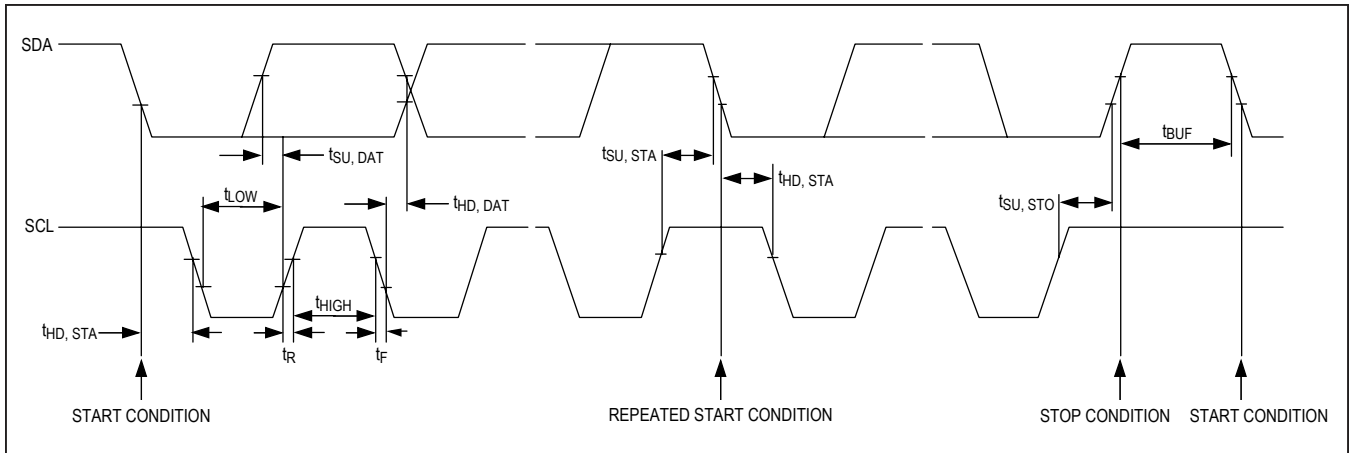 SDA
tSU, DAT
tBUF
tSU, STA
tHD, STA
tLOW
tHD, DAT
tSU, STO
SCL
tHIGH
tHD, STA
tR
tF
START CONDITION
REPEATED START CONDITION
STOP CONDITION
START CONDITION